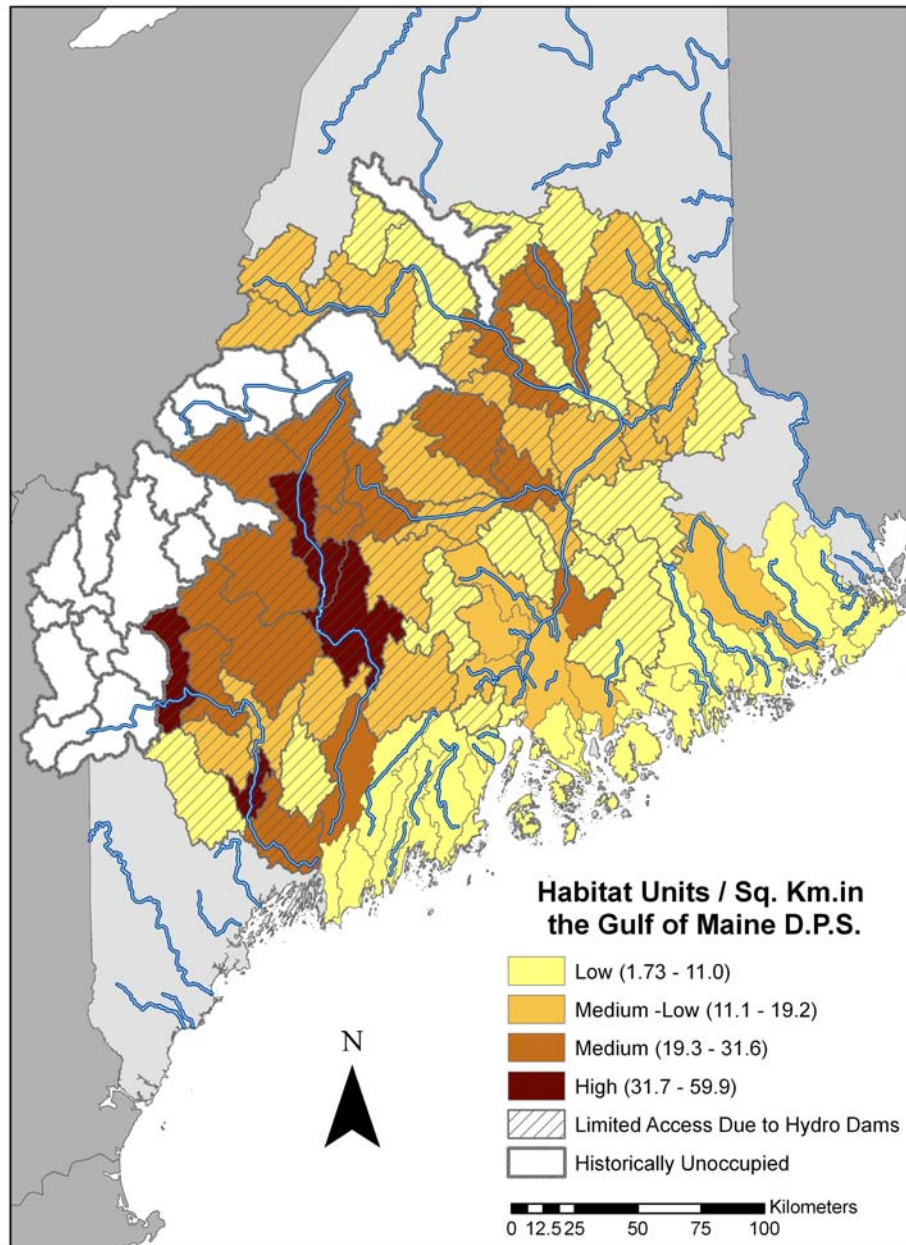 Habitat Units / Sq. Km.in
the Gulf of Maine D.P.S.
Low (1.73 - 11.0)
Medium -Low (11.1 - 19.2)
Medium (19.3 - 31.6)
High (31.7 - 59.9)
Limited Access Due to Hydro Dams
Historically Unoccupied
N
Kilometers
0 12.5 25 50 75 100